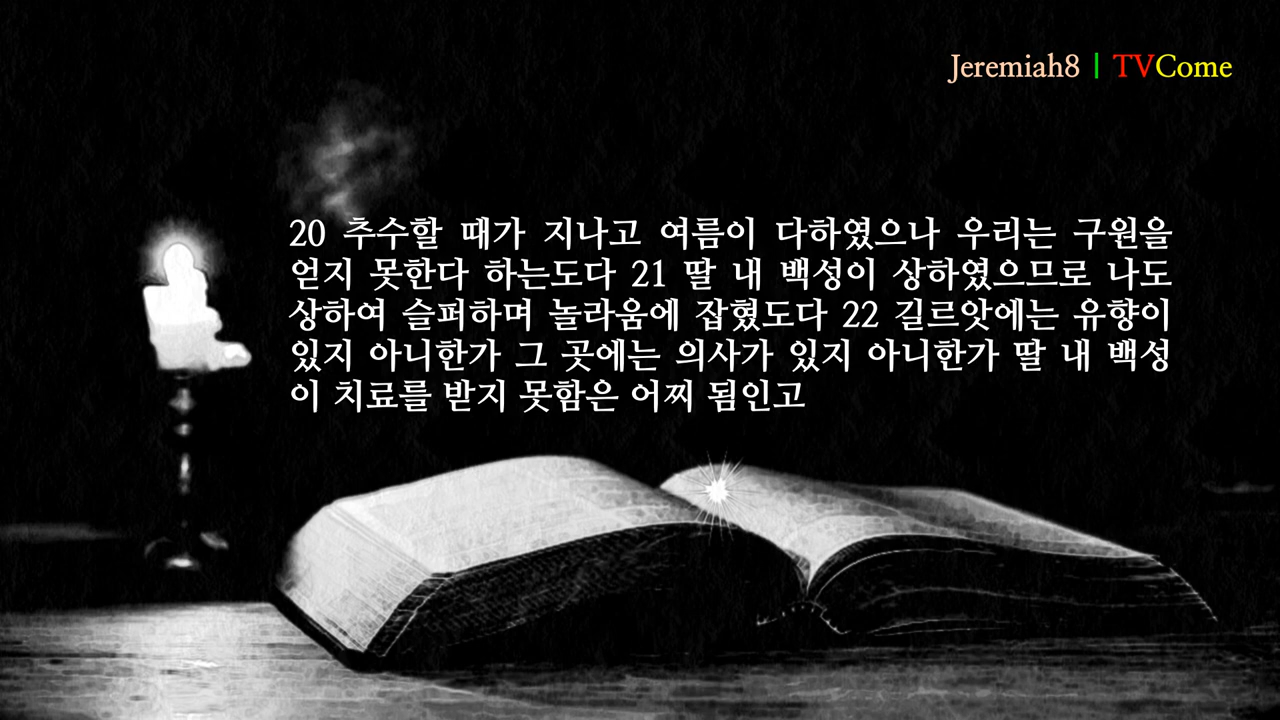 Jeremiah8 | TVCome
20 추수할 때가 지나고 여름이 다하였으나 우리는 구원을
얻지 못한다 하는도다 21 딸 내 백성이 상하였으므로 나도
상하여 슬퍼하며 놀라움에 잡혔도다 22 길르앗에는 유향이
있지 아니한가 그 곳에는 의사가 있지 아니한가 딸 내 백성
이 치료를 받지 못함은 어찌 됨인고